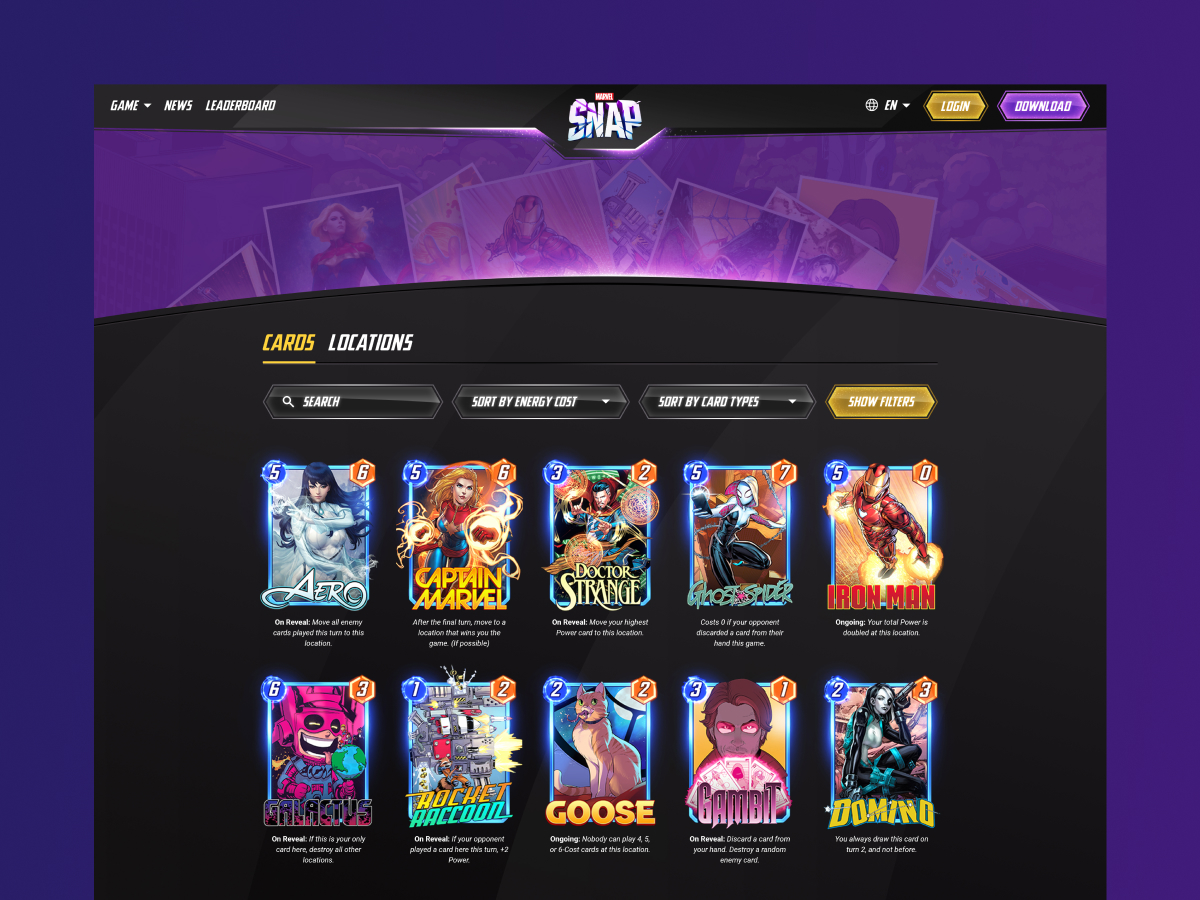 GAME NEWS LEADERBOARD
MARVEL
SNAP
EN LOGIN DOWNLOAD
CARDS LOCATIONS
SEARCH SORT BY ENERGY COST SORT BY CARD TYPES SHOW FILTERS
5 6
AERO
On Reveal: Move all enemy
cards played this turn to this
location.
5 6
CAPTAIN
MARVEL
After the final turn, move to a
location that wins you the
game. (if possible)
3 2
DOCTOR
STRANGE
On Reveal: Move your highest
Power card to this location.
5 7
GHOST SPIDER
Costs 0 if your opponent
discarded a card from their
hand this game.
5 0
IRON MAN
Ongoing: Your total Power is
doubled at this location.
6 3
GALACTUS
On Reveal: If this is your only
card here, destroy all other
locations.
1 2
ROCKET
RACCOON
On Reveal: If your opponent
played a card here this turn, +2
Power.
2 2
GOOSE
Ongoing: Nobody can play 4, 5,
or 6-Cost cards at this location.
3 1
GAMBIT
On Reveal: Discard a card from
your hand. Destroy a random
enemy card.
2 3
DOMINO
You always draw this card on
turn 2, and not before.